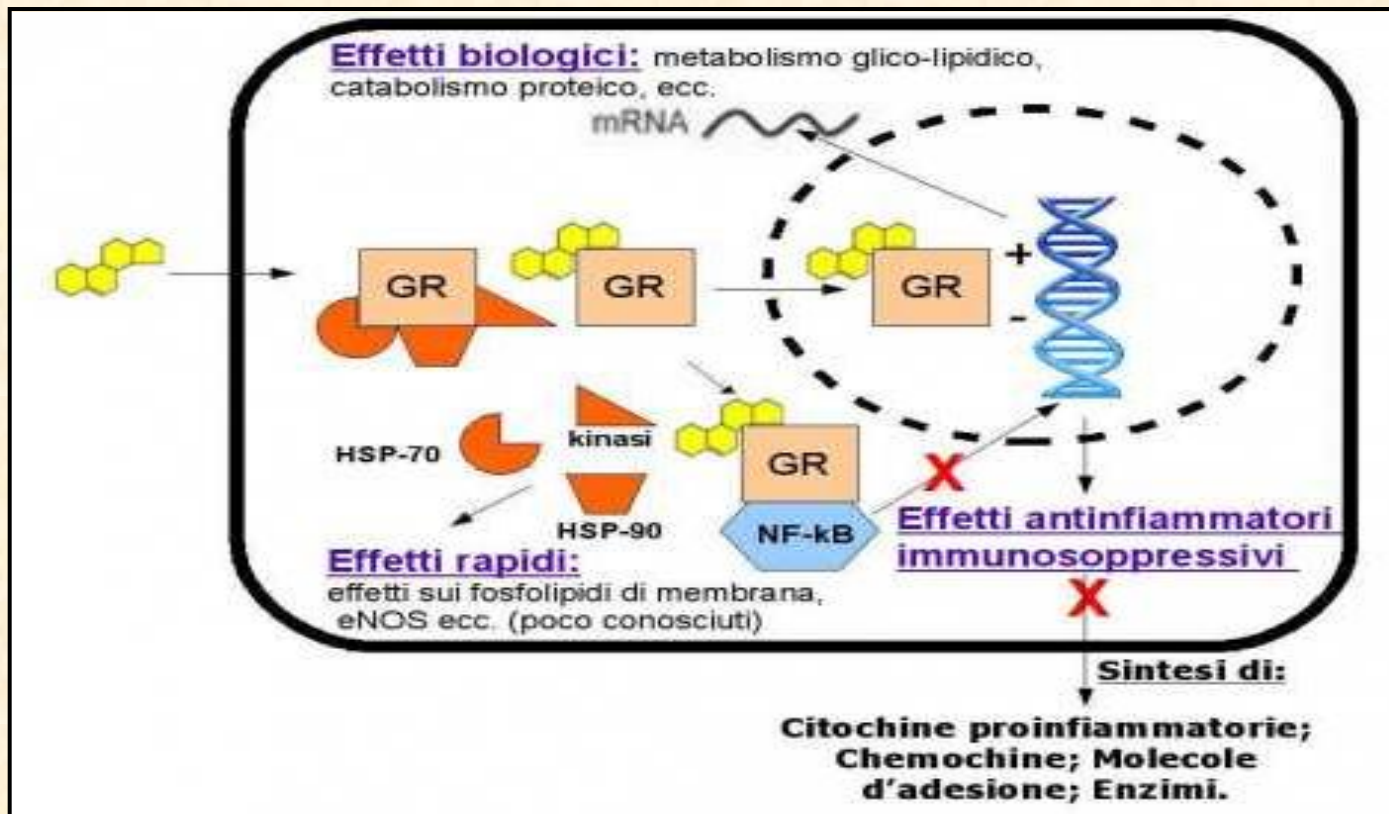 Effetti biologici: metabolismo glico-lipidico,
catabolismo proteico, ecc.
mRNA
GR
GR
GR
+
-
HSP-70
kinasi
HSP-90
GR
NF-kB
X
Effetti rapidi:
effetti sui fosfolipidi di membrana,
eNOS ecc. (poco conosciuti)
Effetti antinfiammatori
immunosoppressivi
X
Sintesi di:
Citochine proinfiammatorie;
Chemochine; Molecole
d'adesione; Enzimi.